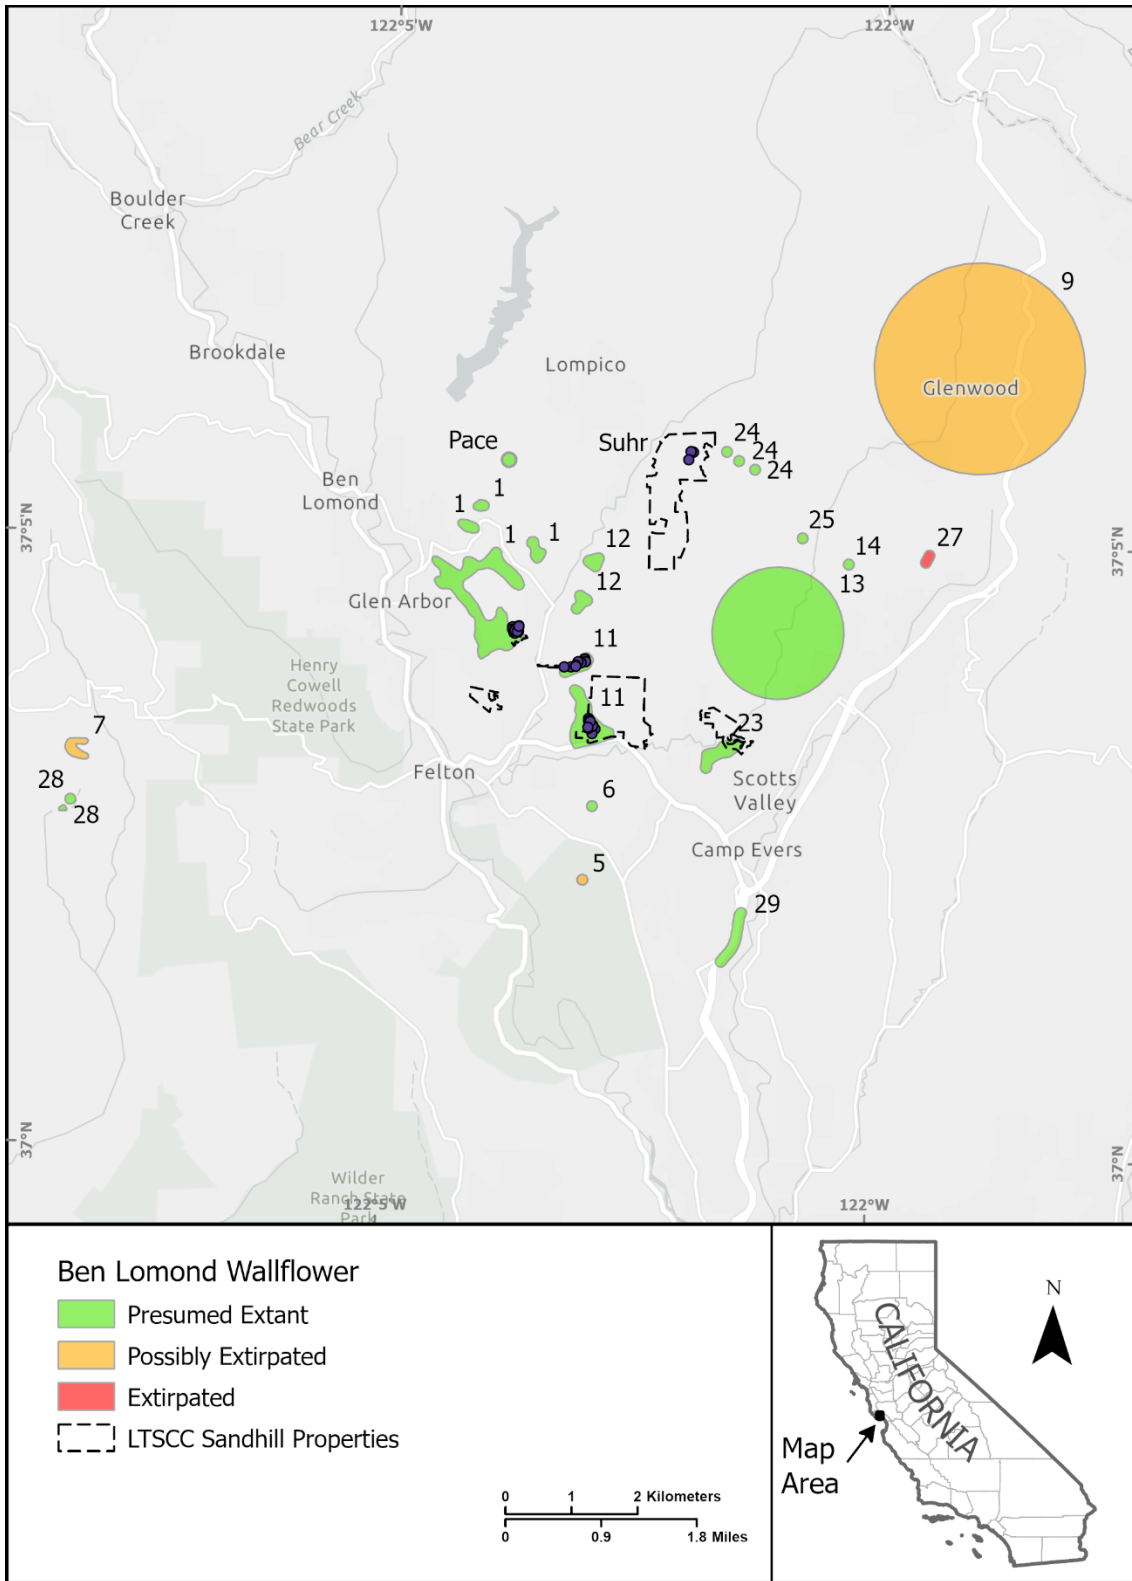 122°5'W
122°W
Bear Creek
Boulder
Creek
9
Brookdale
Lompico
Glenwood
Pace
Suhr
24
24
24
Ben
Lomond
1
1
37°5'N
1
1
12
25
14
27
37°5'N
13
12
Glen Arbor
11
Henry
Cowell
Redwoods
State Park
11
7
23
Felton
Scotts
Valley
28
28
6
Camp Evers
5
29
37°N
37°N
Wilder
Ranch State
Park
122°5'W
122°W
Ben Lomond Wallflower
Presumed Extant
Possibly Extirpated
Extirpated
LTSCC Sandhill Properties
0 1 2 Kilometers
0 0.9 1.8 Miles
N
CALIFORNIA
Map
Area